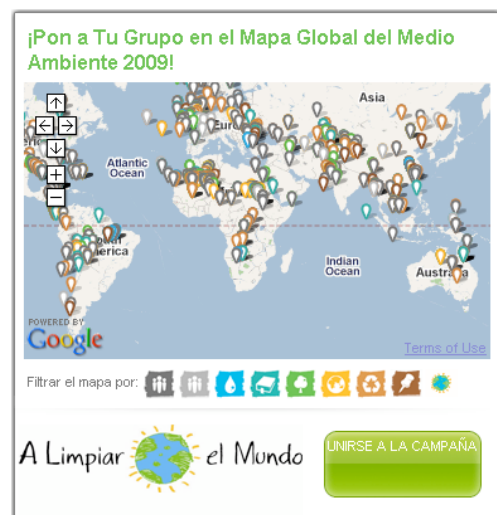 ¡Pon a Tu Grupo en el Mapa Global del Medio
Ambiente 2009!
Asia
Atlantic
Ocean
Indian
Ocean
POWERED BY
Google
Terms of Use
Filtrar el mapa por:
A Limpiar el Mundo
UNIRSE A LA CAMPAÑA